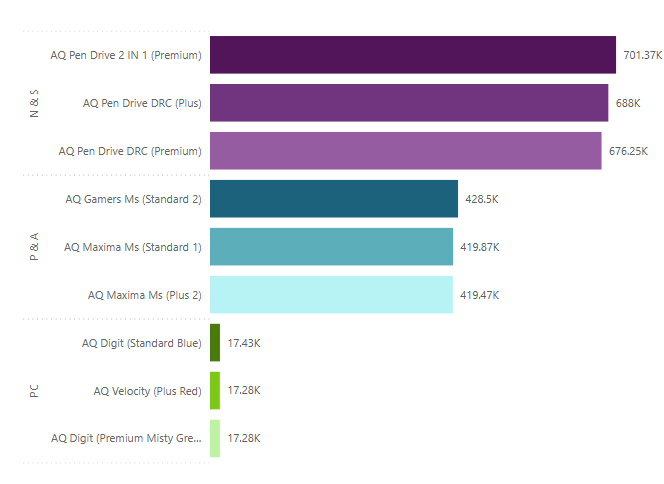 N & S
AQ Pen Drive 2 IN 1 (Premium) 701.37K
AQ Pen Drive DRC (Plus) 688K
AQ Pen Drive DRC (Premium) 676.25K
P & A
AQ Gamers Ms (Standard 2) 428.5K
AQ Maxima Ms (Standard 1) 419.87K
AQ Maxima Ms (Plus 2) 419.47K
PC
AQ Digit (Standard Blue) 17.43K
AQ Velocity (Plus Red) 17.28K
AQ Digit (Premium Misty Gre... 17.28K